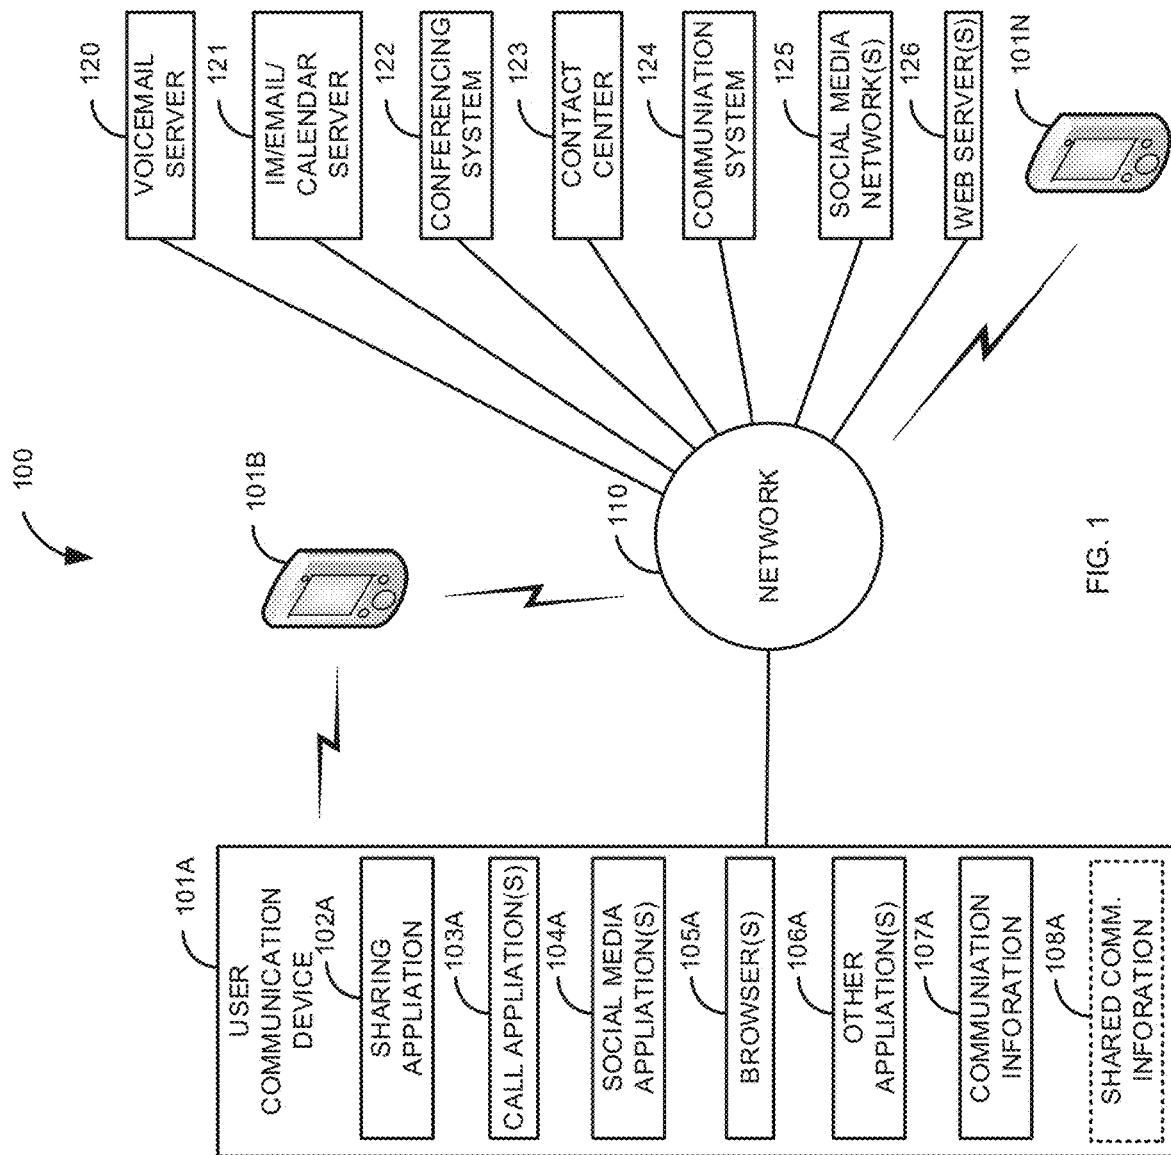 100
101A
USER
COMMUNICATION
DEVICE
102A
SHARING
APPLIATION
103A
CALL APPLIATION(S)
104A
SOCIAL MEDIA
APPLIATION(S)
105A
BROWSER(S)
106A
OTHER
APPLIATION(S)
107A
COMMUNIATION
INFORATION
108A
SHARED COMM.
INFORATION
101B
110
NETWORK
120
VOICEMAIL
SERVER
121
IM/EMAIL/
CALENDAR
SERVER
122
CONFERENCING
SYSTEM
123
CONTACT
CENTER
124
COMMUNIATION
SYSTEM
125
SOCIAL MEDIA
NETWORK(S)
126
WEB SERVER(S)
101N
FIG. 1